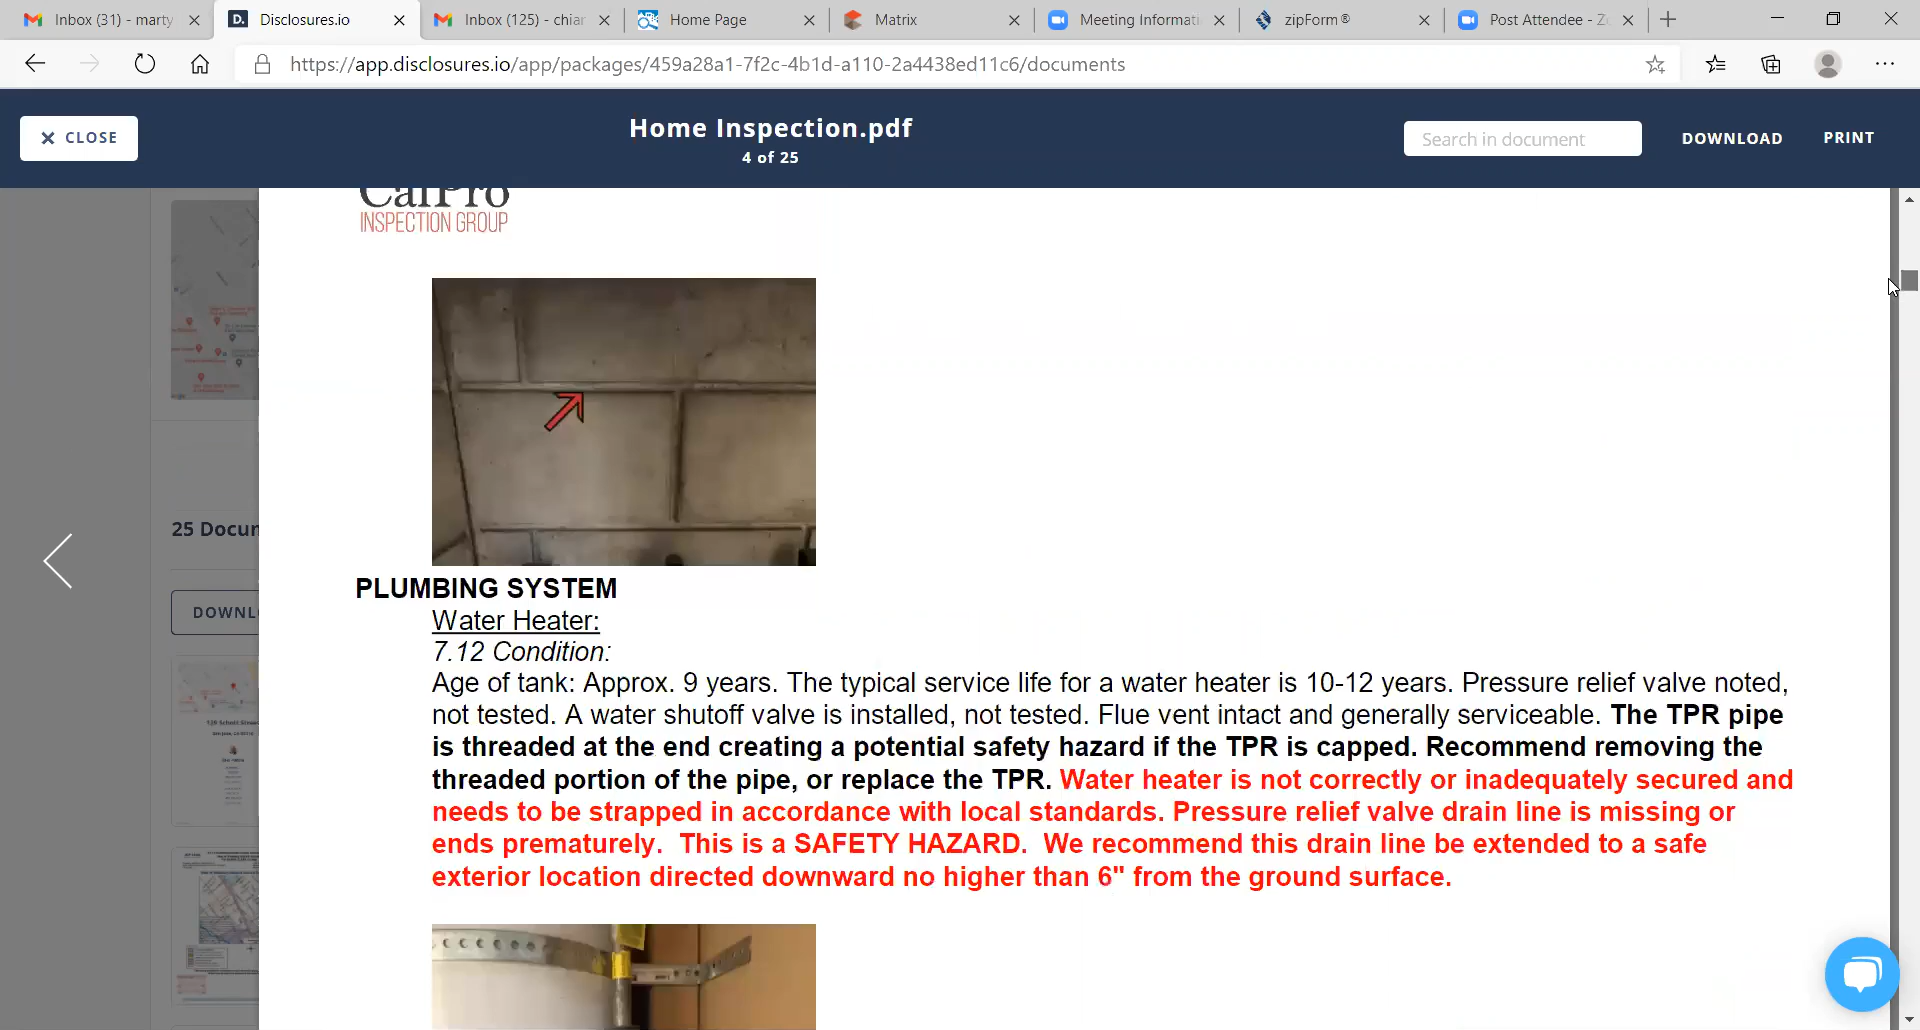 Inbox (31) - marty
Disclosures.io
Inbox (125) - chiar
Home Page
Matrix
Meeting Informati
zipForm®
Post Attendee - Zo
https://app.disclosures.io/app/packages/459a28a1-7f2c-4b1d-a110-2a4438ed11c6/documents
CLOSE
Home Inspection.pdf
4 of 25
Search in document
DOWNLOAD
PRINT
CalPro
INSPECTION GROUP
25 Docum
DOWNL
PLUMBING SYSTEM
Water Heater:
7.12 Condition:
Age of tank: Approx. 9 years. The typical service life for a water heater is 10-12 years. Pressure relief valve noted,
not tested. A water shutoff valve is installed, not tested. Flue vent intact and generally serviceable. The TPR pipe
is threaded at the end creating a potential safety hazard if the TPR is capped. Recommend removing the
threaded portion of the pipe, or replace the TPR. Water heater is not correctly or inadequately secured and
needs to be strapped in accordance with local standards. Pressure relief valve drain line is missing or
ends prematurely. This is a SAFETY HAZARD. We recommend this drain line be extended to a safe
exterior location directed downward no higher than 6" from the ground surface.